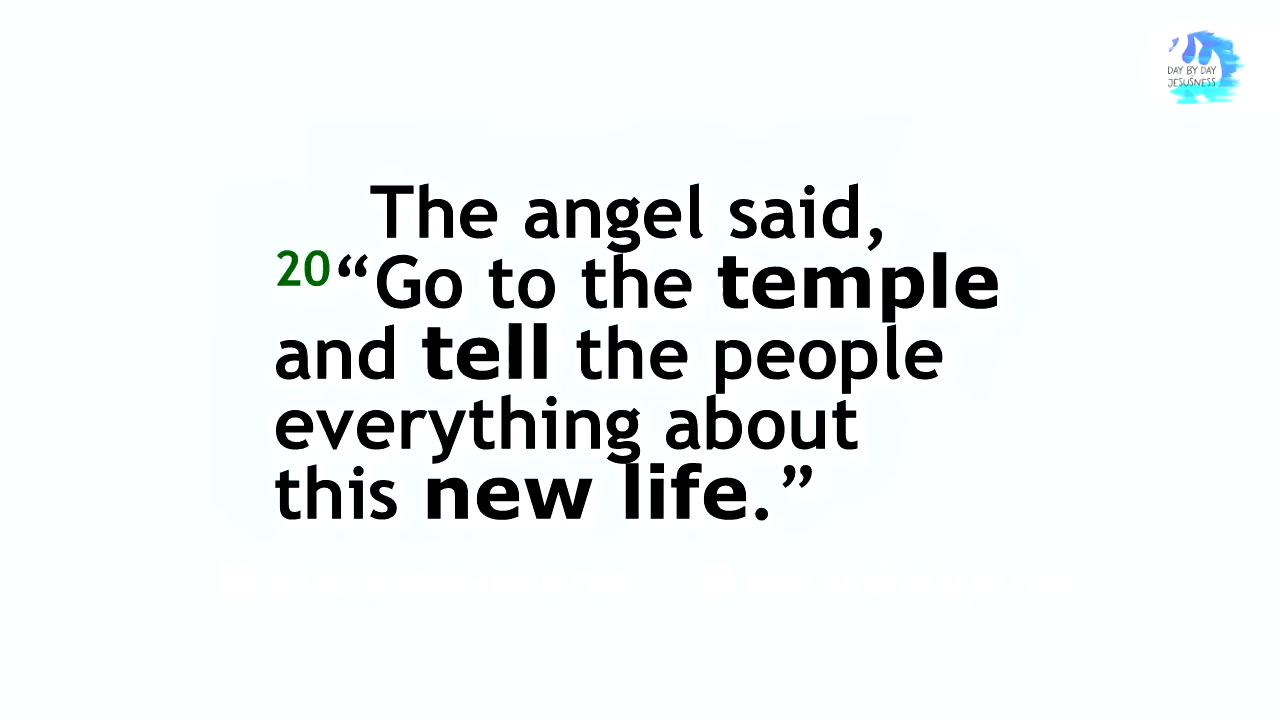 DAY BY DAY
JESUSNESS
The angel said,
20“Go to the temple
and tell the people
everything about
this new life.”